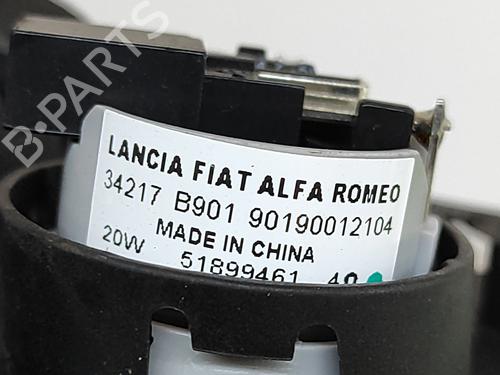 B-PARTS
LANCIA FIAT ALFA ROMEO
34217 B901 90190012104
MADE IN CHINA
20W
51899461